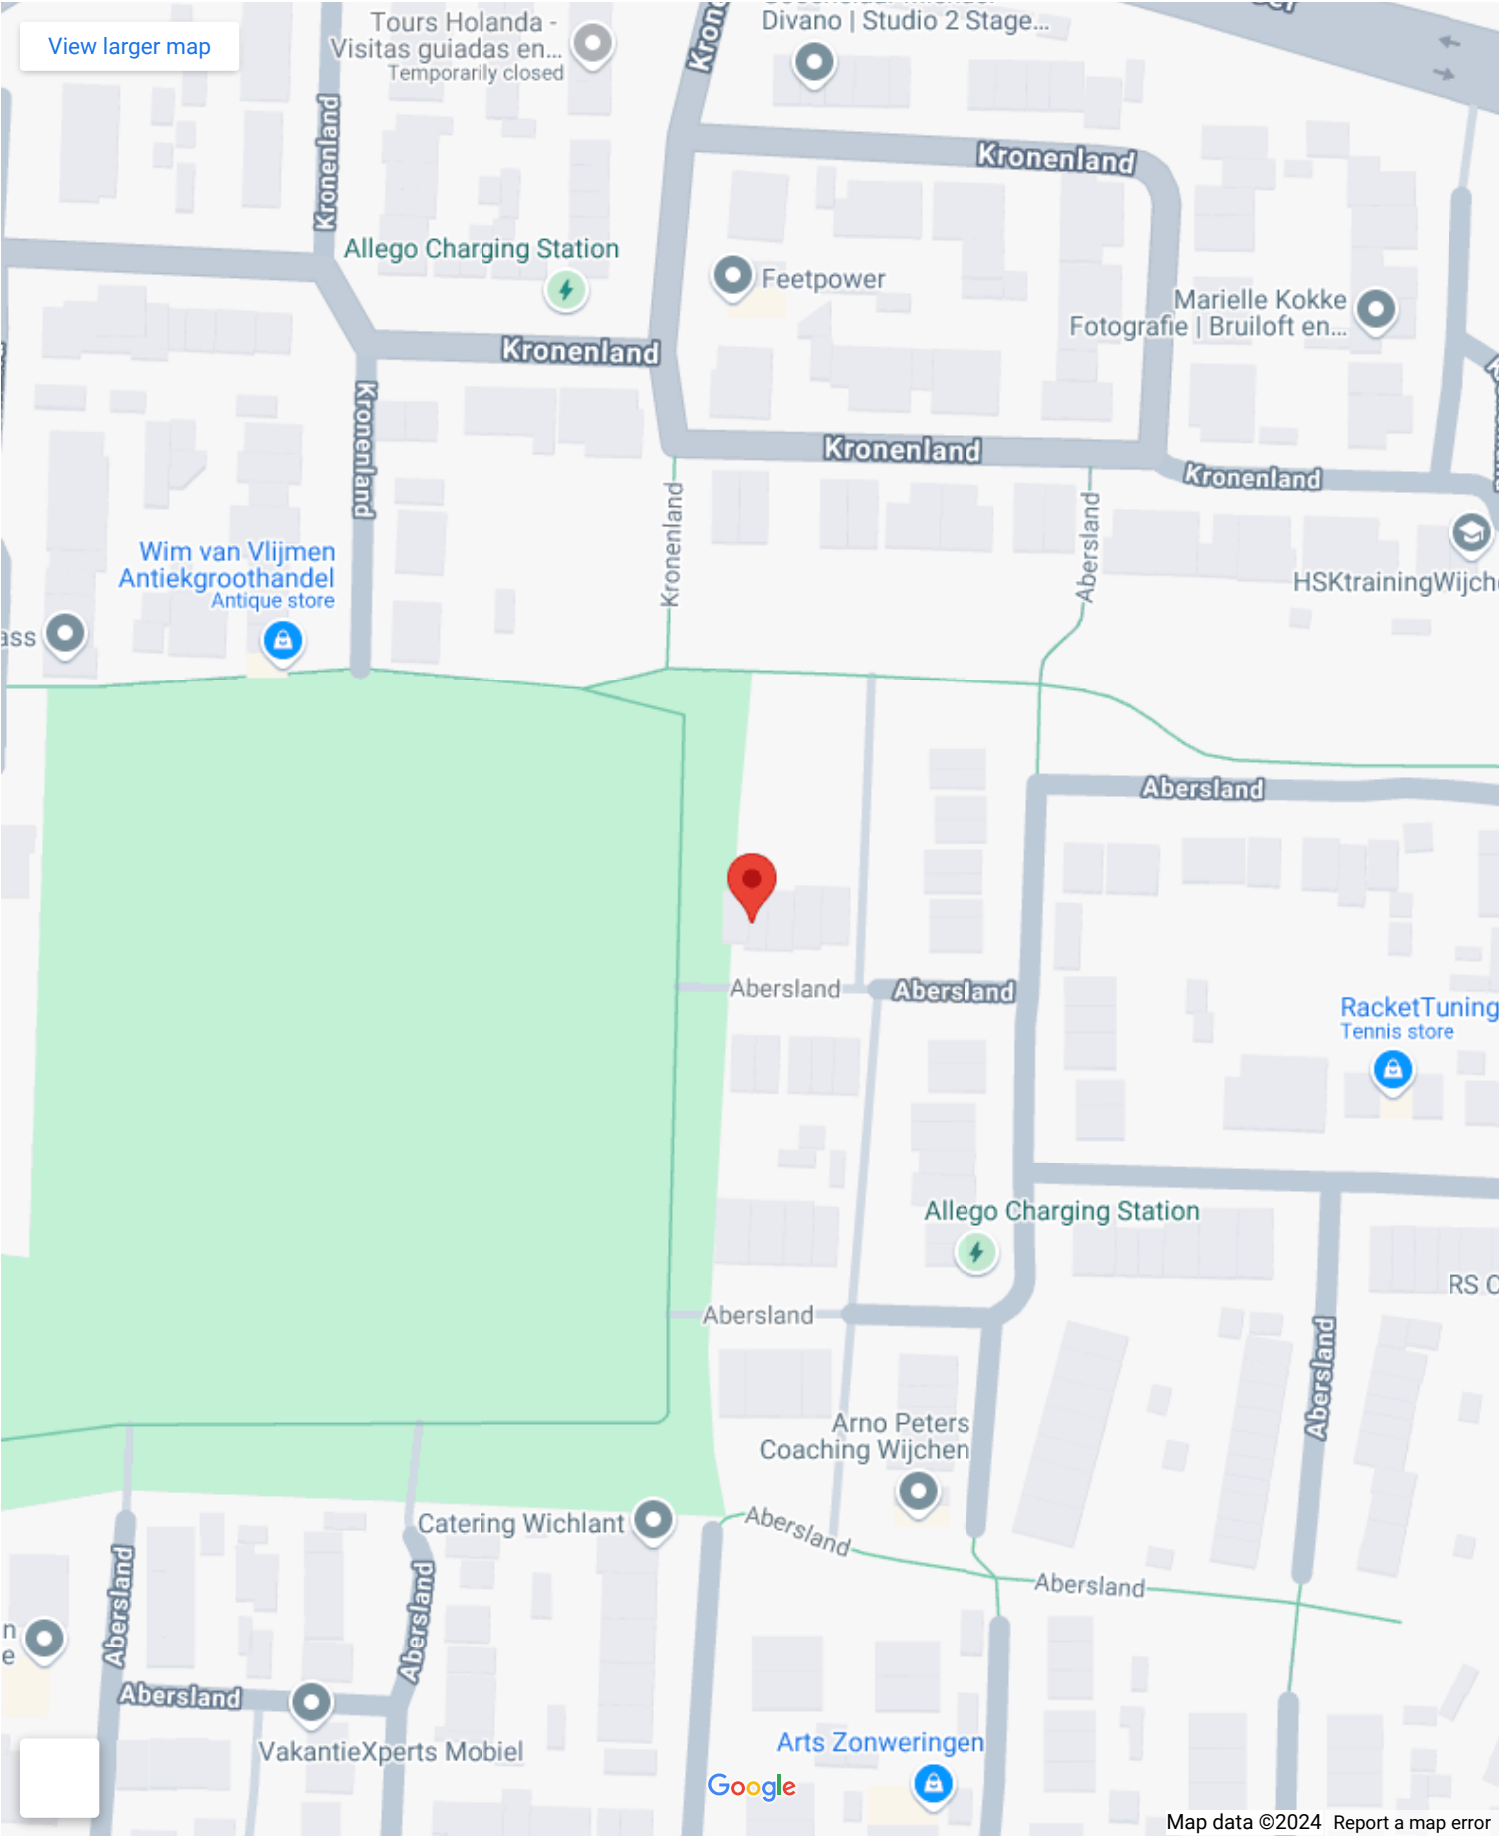 View larger map
Tours Holanda -
Visitas guiadas en...
Temporarily closed
Divano | Studio 2 Stage...
Kronenland
Kronenland
Allego Charging Station
Feetpower
Marielle Kokke
Fotografie | Bruiloft en...
Kronenland
Kronenland
Kronenland
Kronenland
Kronenland
Abersland
Wim van Vlijmen
Antiekgroothandel
Antique store
HSKtrainingWijch
ass
Abersland
Abersland
Abersland
RacketTuning
Tennis store
Allego Charging Station
RS
Abersland
Abersland
Arno Peters
Coaching Wijchen
Catering Wichlant
Abersland
Abersland
Abersland
Abersland
n
e
Abersland
VakantieXperts Mobiel
Arts Zonweringen
Google
Map data ©2024
Report a map error